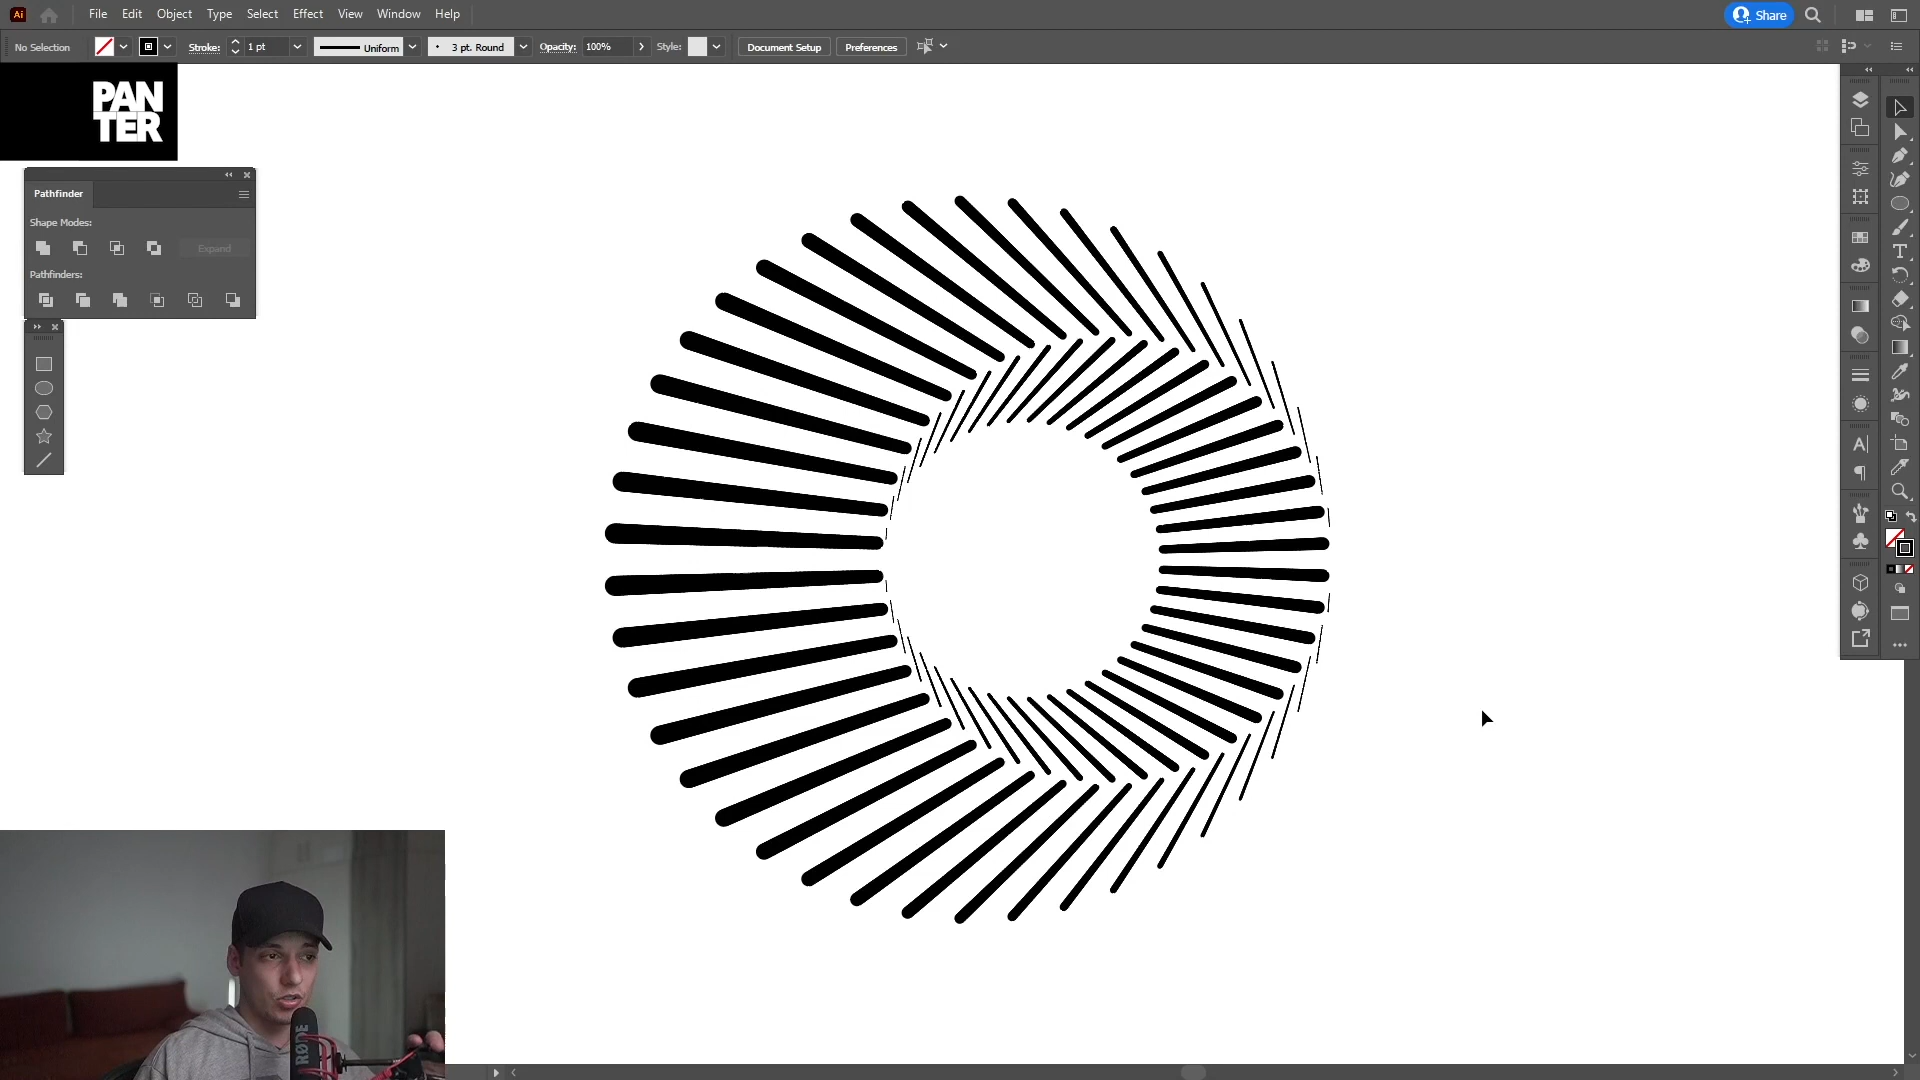 Ai File Edit Object Type Select Effect View Window Help Share
No Selection Stroke: 1 pt Uniform 3 pt. Round Opacity: 100% Style: Document Setup Preferences
PAN
TER
Pathfinder
Shape Modes:
Expand
Pathfinders:
RØDE